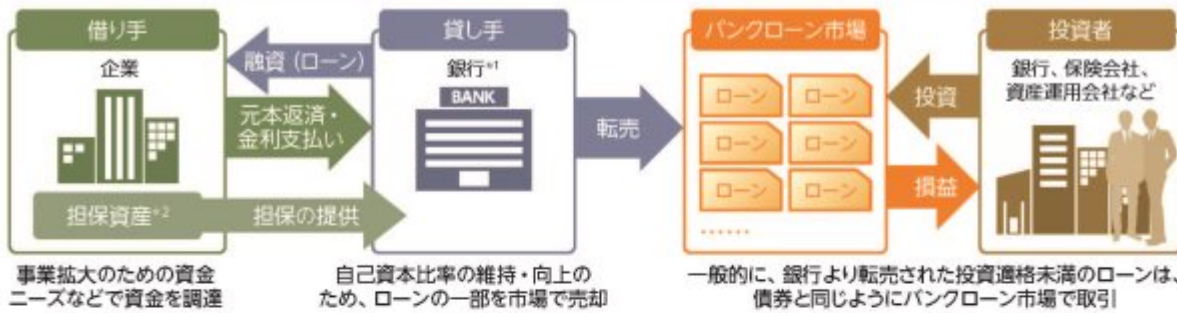 借り手
企業
担保資産*2
融資（ローン）
元本返済・
金利支払い
担保の提供
貸し手
銀行*1
BANK
転売
バンクローン市場
ローン ローン
ローン ローン
ローン ローン
……
投資
損益
投資者
銀行、保険会社、
資産運用会社など
事業拡大のための資金
ニーズなどで資金を調達
自己資本比率の維持・向上の
ため、ローンの一部を市場で売却
一般的に、銀行より転売された投資適格未満のローンは、
債券と同じようにバンクローン市場で取引